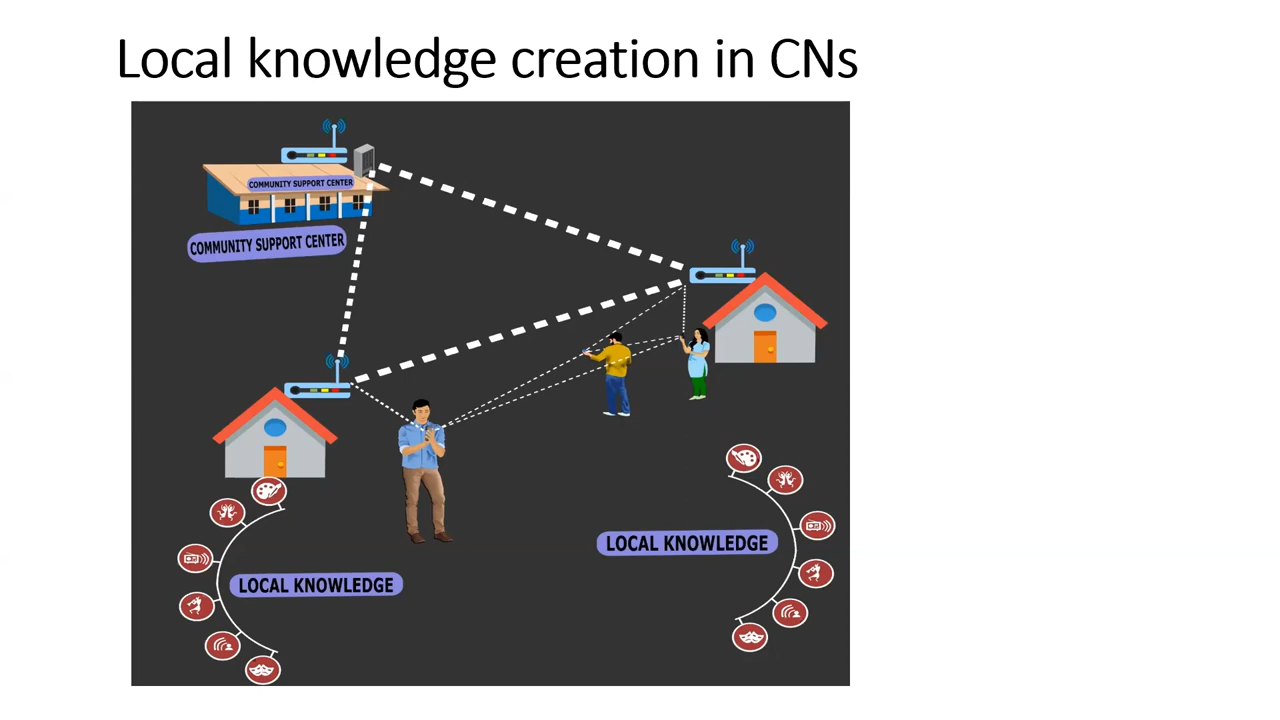 Local knowledge creation in CNs
COMMUNITY SUPPORT CENTER
COMMUNITY SUPPORT CENTER
LOCAL KNOWLEDGE
LOCAL KNOWLEDGE